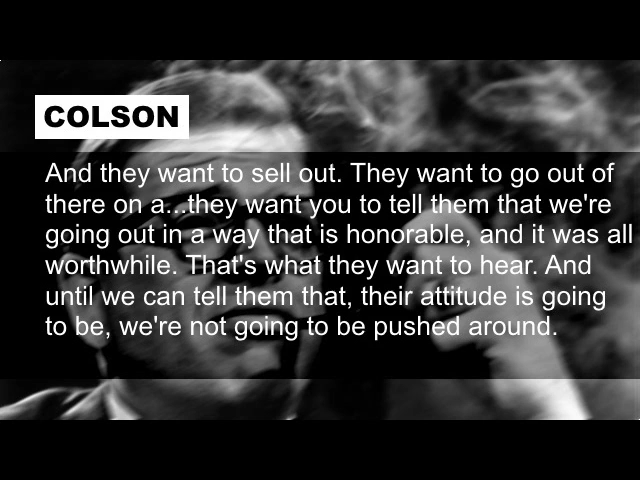 COLSON
And they want to sell out. They want to go out of
there on a...they want you to tell them that we're
going out in a way that is honorable, and it was all
worthwhile. That's what they want to hear. And
until we can tell them that, their attitude is going
to be, we're not going to be pushed around.